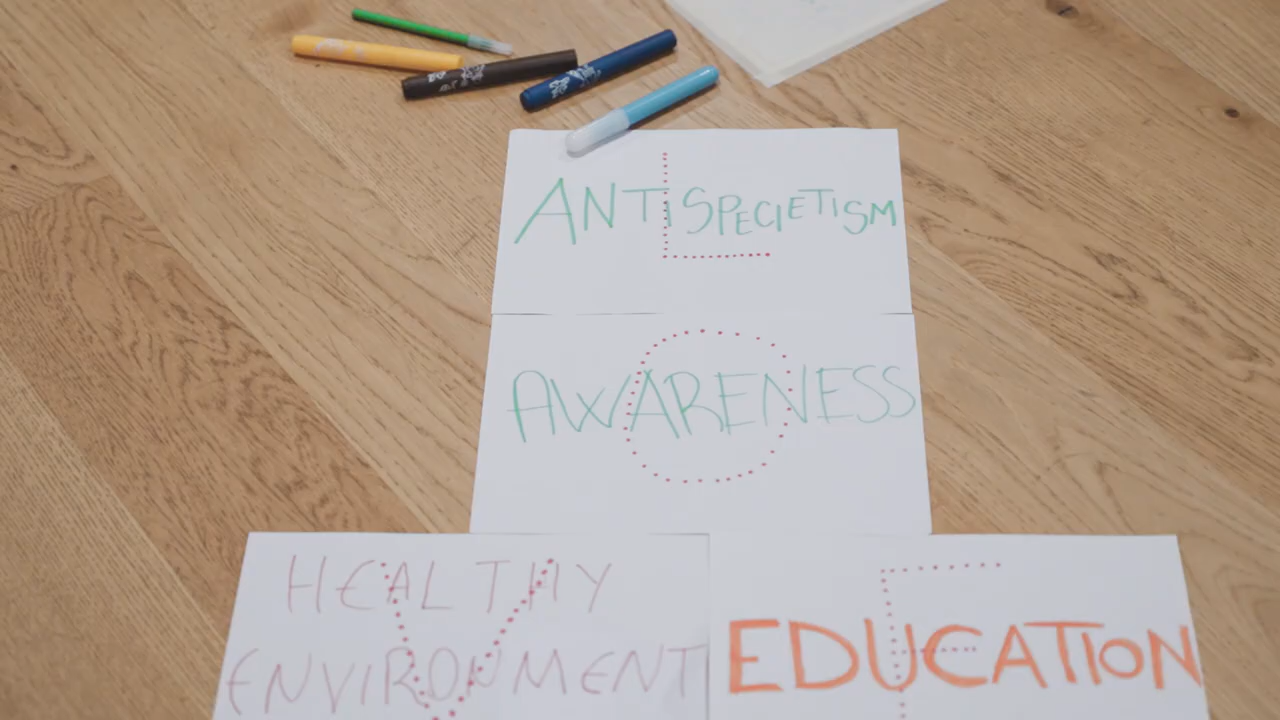 ANTISPECIETISM
L
AWARENESS
O
HEALTHY
ENVIRONMENT
V
EDUCATION